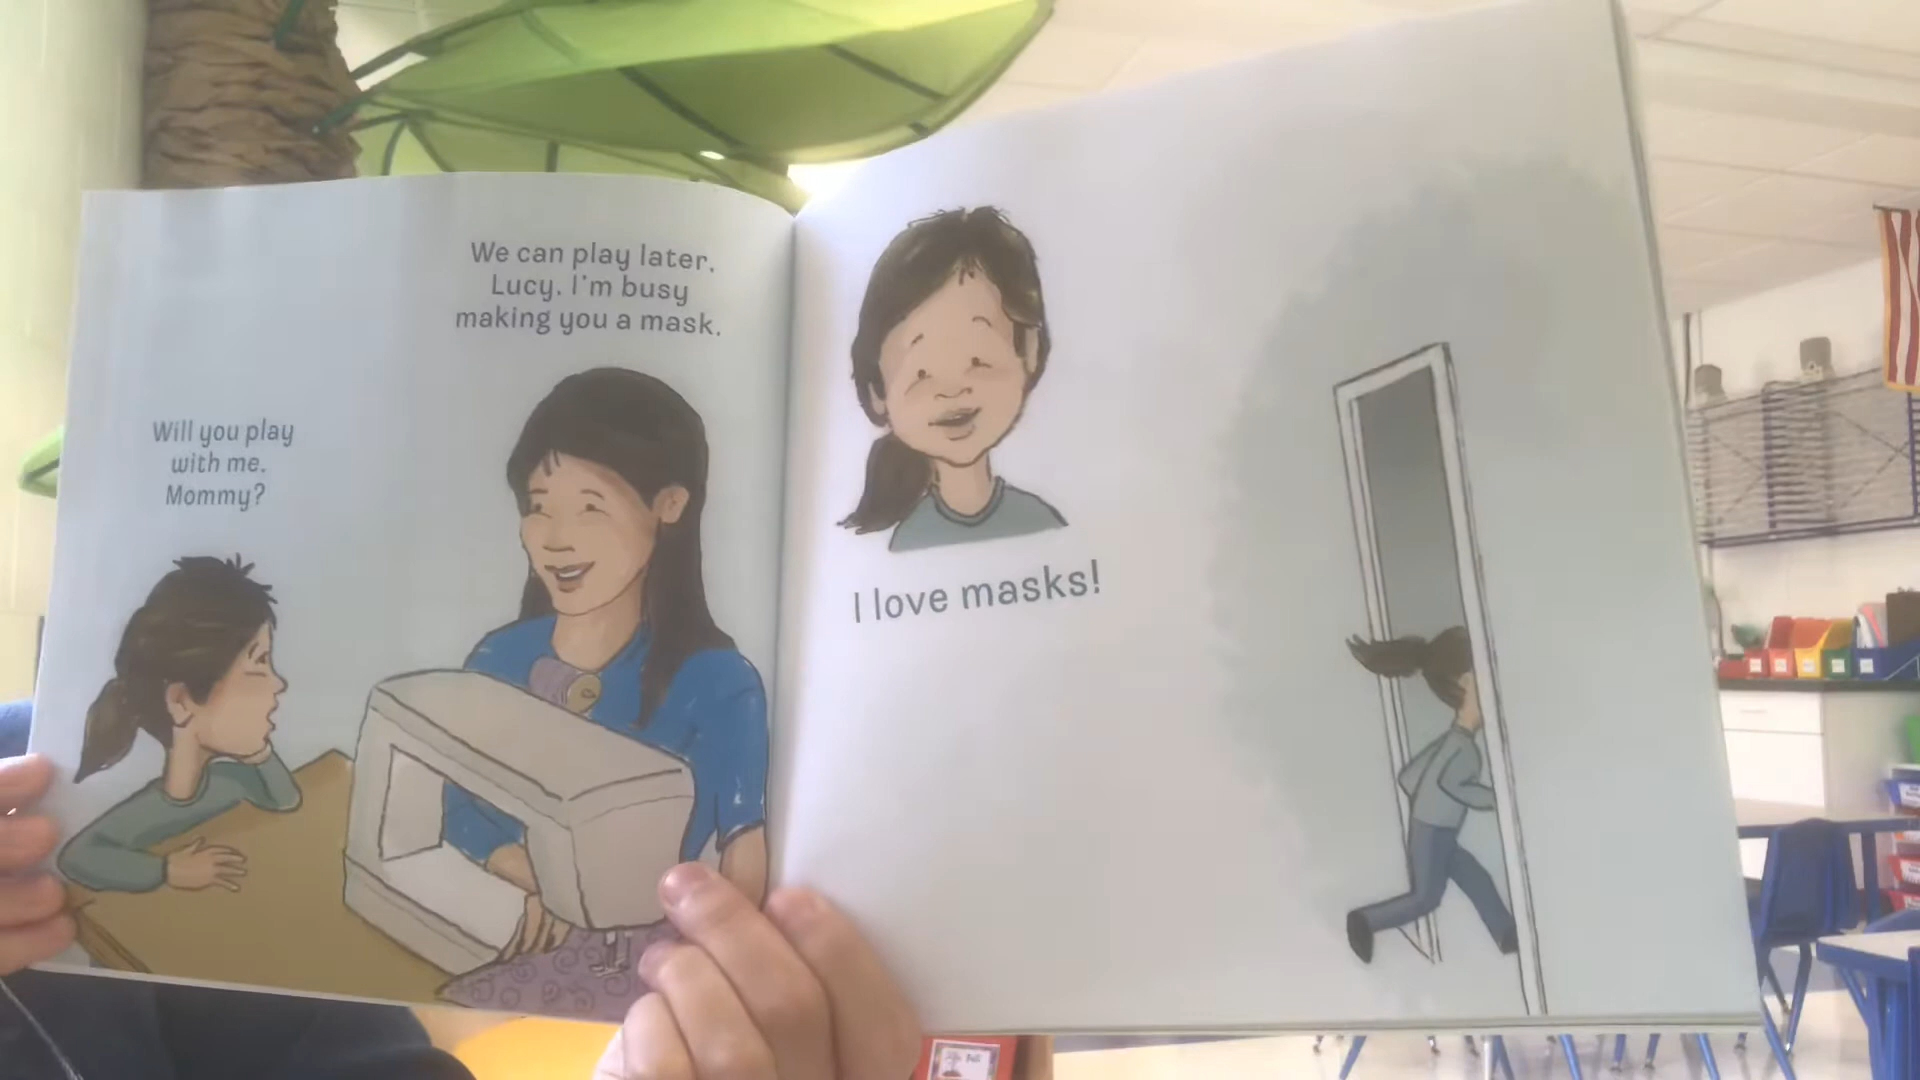 Will you play
with me,
Mommy?
We can play later,
Lucy. I'm busy
making you a mask.
I love masks!